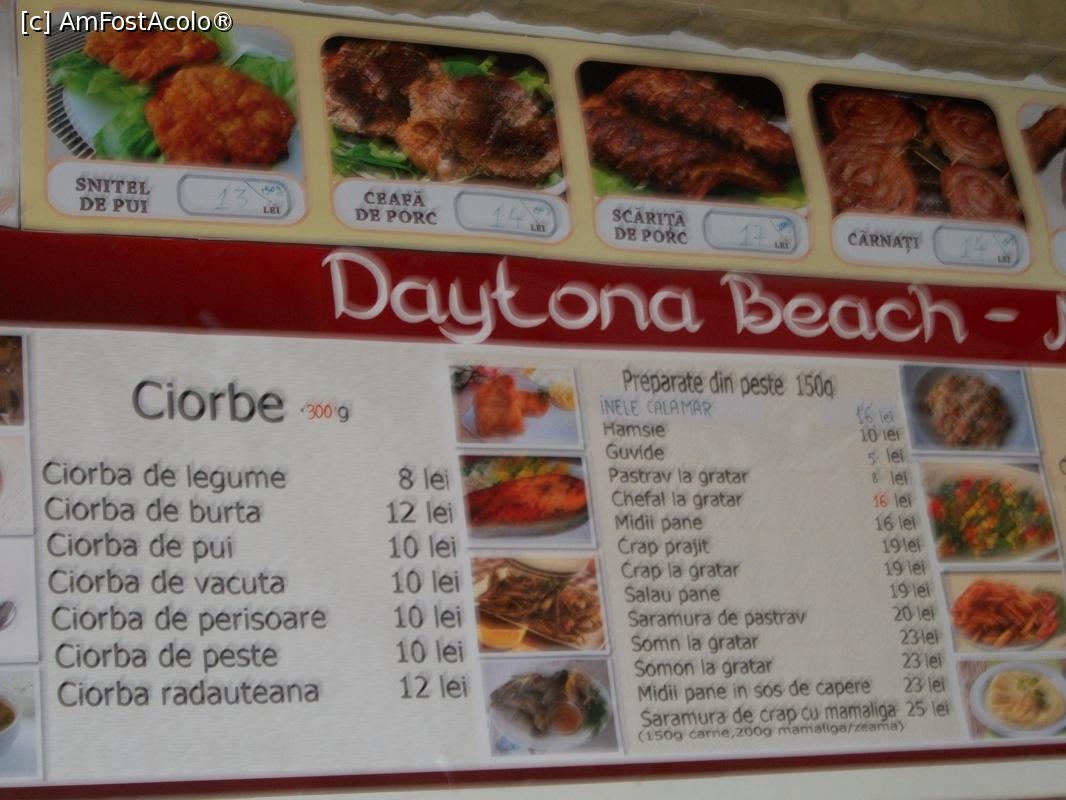 [c] AmFostAcolo®
SNITEL
DE PUI
13
LEI
CEAFĂ
DE PORC
14
LEI
SCĂRIȚĂ
DE PORC
17
LEI
CÂRNAȚI
14
LEI
Daytona Beach -
Ciorbe 300 g
Ciorba de legume 8 lei
Ciorba de burta 12 lei
Ciorba de pui 10 lei
Ciorba de vacuta 10 lei
Ciorba de perisoare 10 lei
Ciorba de peste 10 lei
Ciorba radauteana 12 lei
Preparate din peste 150g
INELE CALAMAR 16 lei
Hamsie 10 lei
Guvide 5 lei
Pastrav la gratar 8 lei
Chefal la gratar 16 lei
Midii pane 16 lei
Crap prajit 19 lei
Crap la gratar 19 lei
Salau pane 19 lei
Saramura de pastrav 20 lei
Somn la gratar 23 lei
Somon la gratar 23 lei
Midii pane in sos de capere 23 lei
Saramura de crap cu mamaliga 25 lei
(150g carne,200g mamaliga/zeama)